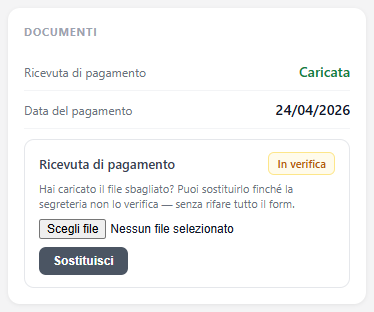 DOCUMENTI
Ricevuta di pagamento Caricata
Data del pagamento 24/04/2026
Ricevuta di pagamento In verifica
Hai caricato il file sbagliato? Puoi sostituirlo finché la
segreteria non lo verifica — senza rifare tutto il form.
Scegli file Nessun file selezionato
Sostituisci